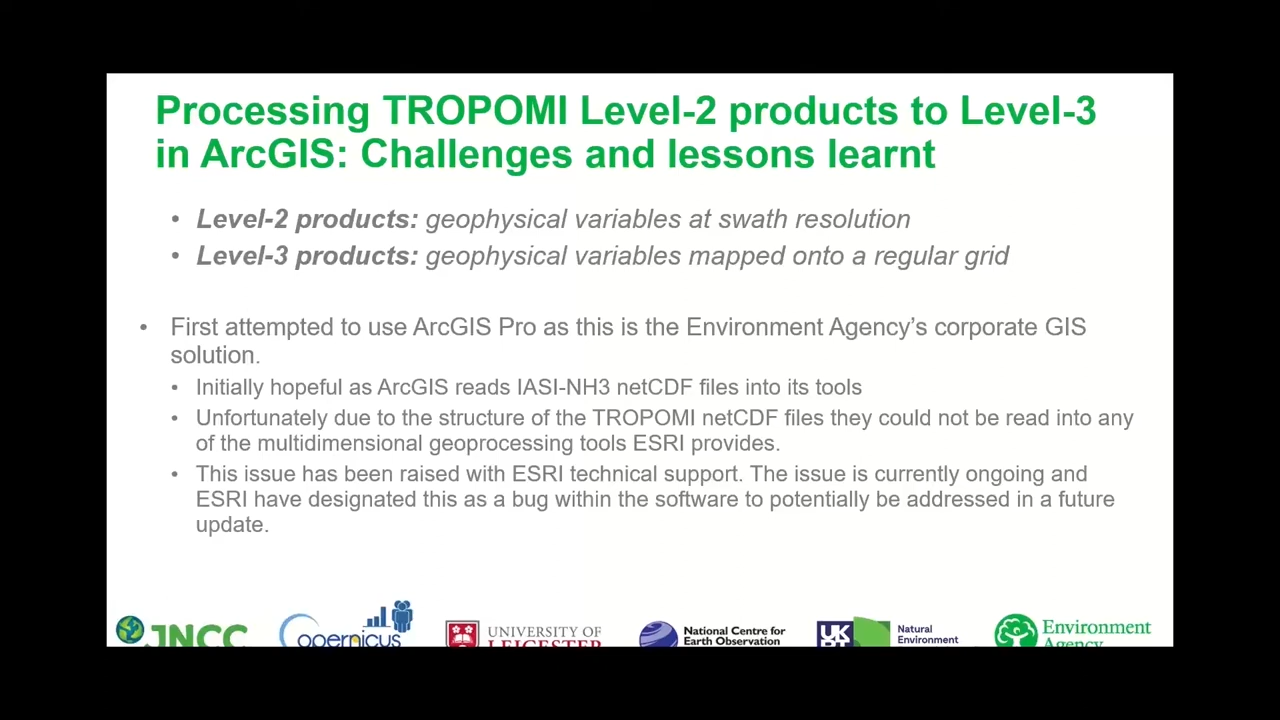 Processing TROPOMI Level-2 products to Level-3
in ArcGIS: Challenges and lessons learnt
• Level-2 products: geophysical variables at swath resolution
• Level-3 products: geophysical variables mapped onto a regular grid
• First attempted to use ArcGIS Pro as this is the Environment Agency’s corporate GIS
solution.
• Initially hopeful as ArcGIS reads IASI-NH3 netCDF files into its tools
• Unfortunately due to the structure of the TROPOMI netCDF files they could not be read into any
of the multidimensional geoprocessing tools ESRI provides.
• This issue has been raised with ESRI technical support. The issue is currently ongoing and
ESRI have designated this as a bug within the software to potentially be addressed in a future
update.
JNCC
Copernicus
UNIVERSITY OF
LEICESTER
National Centre for
Earth Observation
UK
Natural
Environment
Environment
Agency